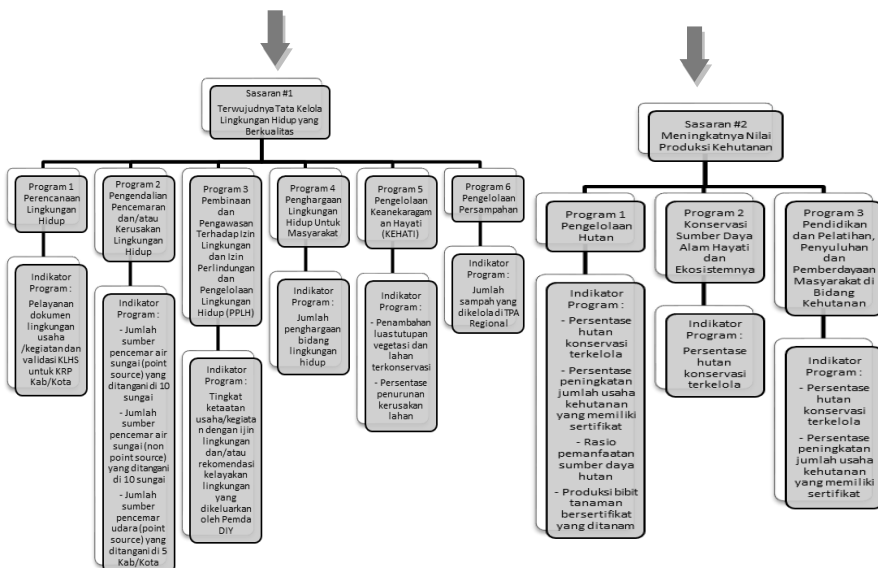 Sasaran #1
Terwujudnya Tata Kelola
Lingkungan Hidup yang
Berkualitas
Program 1
Perencanaan
Lingkungan
Hidup
Indikator
Program :
Pelayanan
dokumen
lingkungan
usaha
/kegiatan dan
validasi KLHS
untuk KRP
Kab/Kota
Program 2
Pengendalian
Pencemaran
dan/atau
Kerusakan
Lingkungan
Hidup
Indikator
Program :
- Jumlah
sumber
pencemar air
sungai (point
source) yang
ditangani di 10
sungai
- Jumlah
sumber
pencemar air
sungai (non
point source)
yang ditangani
di 10 sungai
- Jumlah
sumber
pencemar
udara (point
source) yang
ditangani di 5
Kab/Kota
Program 3
Pembinaan
dan
Pengawasan
Terhadap Izin
Lingkungan
dan Izin
Perlindungan
dan
Pengelolaan
Lingkungan
Hidup (PPLH)
Indikator
Program :
Tingkat
ketaatan
usaha/kegiata
n dengan ijin
lingkungan
dan/atau
rekomendasi
kelayakan
lingkungan
yang
dikeluarkan
oleh Pemda
DIY
Program 4
Penghargaan
Lingkungan
Hidup Untuk
Masyarakat
Indikator
Program :
Jumlah
penghargaan
bidang
lingkungan
hidup
Program 5
Pengelolaan
Keanekaragam
an Hayati
(KEHATI)
Indikator
Program :
- Penambahan
luas tutupan
vegetasi dan
lahan
terkonservasi
- Persentase
penurunan
kerusakan
lahan
Program 6
Pengelolaan
Persampahan
Indikator
Program :
Jumlah
sampah yang
dikelola di TPA
Regional
Sasaran #2
Meningkatnya Nilai
Produksi Kehutanan
Program 1
Pengelolaan
Hutan
Indikator
Program :
- Persentase
hutan
konservasi
terkelola
- Persentase
peningkatan
jumlah usaha
kehutanan
yang memiliki
sertifikat
- Rasio
pemanfaatan
sumber daya
hutan
- Produksi bibit
tanaman
bersertifikat
yang ditanam
Program 2
Konservasi
Sumber Daya
Alam Hayati
dan
Ekosistemnya
Indikator
Program :
Persentase
hutan
konservasi
terkelola
Program 3
Pendidikan
dan Pelatihan,
Penyuluhan
dan
Pemberdayaan
Masyarakat di
Bidang
Kehutanan
Indikator
Program :
- Persentase
hutan
konservasi
terkelola
- Persentase
peningkatan
jumlah usaha
kehutanan
yang memiliki
sertifikat